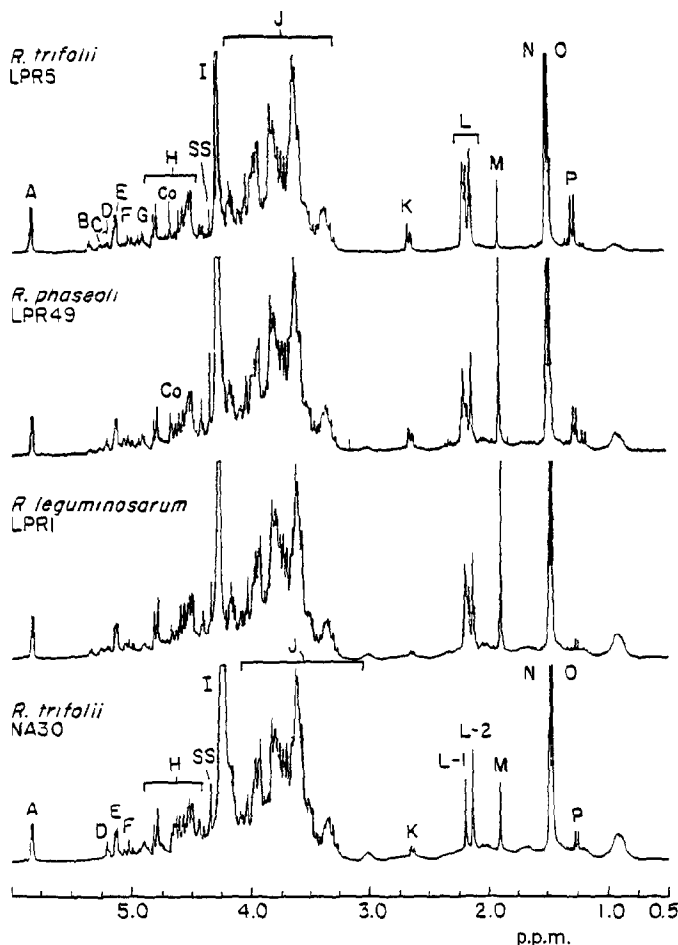 R. trifolii
LPR5
A
B
C
D
E
F
G
H
Co
SS
I
J
K
L
M
N O
P
R. phaseoli
LPR49
Co
R. leguminosarum
LPR1
R. trifolii
NA30
A
D
E
F
H
SS
I
J
K
L-1
L-2
M
N O
P
5.0 4.0 3.0 2.0 1.0 0.5
p.p.m.